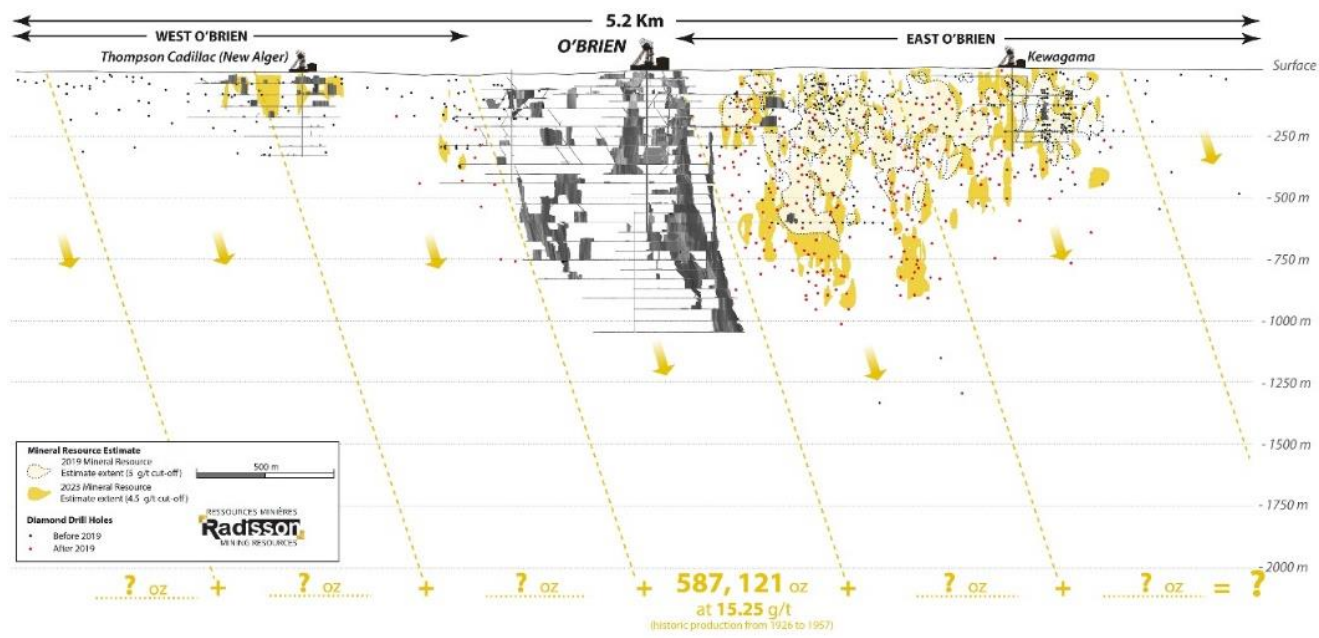 5.2 Km
WEST O'BRIEN
O'BRIEN
EAST O'BRIEN
Thompson Cadillac (New Alger)
Kewagama
Surface
-250 m
-500 m
-750 m
-1000 m
-1250 m
-1500 m
-1750 m
-2000 m
Mineral Resource Estimate
2019 Mineral Resource
Estimate extent (5 g/t cut-off)
2023 Mineral Resource
Estimate extent (4.5 g/t cut-off)
500 m
Diamond Drill Holes
Before 2019
After 2019
RESSOURCES MINIÈRES
Radisson
MINING RESOURCES
? oz + ? oz + ? oz + 587, 121 oz + ? oz + ? oz = ?
at 15.25 g/t
(historic production from 1926 to 1957)